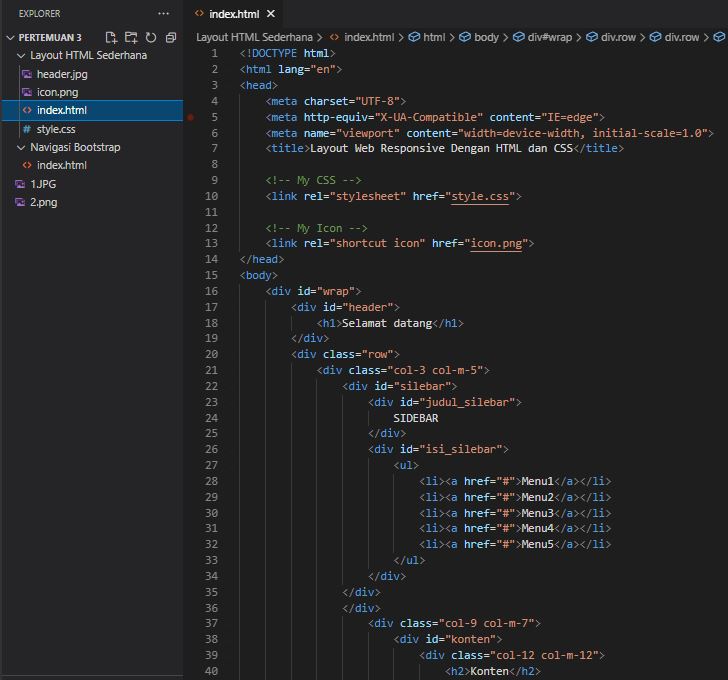 EXPLORER
PERTEMUAN 3
Layout HTML Sederhana
header.jpg
icon.png
index.html
style.css
Navigasi Bootstrap
index.html
1.JPG
2.png
index.html
Layout HTML Sederhana > index.html > html > body > div#wrap > div.row > div.row >
1 <!DOCTYPE html>
2 <html lang="en">
3 <head>
4 <meta charset="UTF-8">
5 <meta http-equiv="X-UA-Compatible" content="IE=edge">
6 <meta name="viewport" content="width=device-width, initial-scale=1.0">
7 <title>Layout Web Responsive Dengan HTML dan CSS</title>
8
9 <!-- My CSS -->
10 <link rel="stylesheet" href="style.css">
11
12 <!-- My Icon -->
13 <link rel="shortcut icon" href="icon.png">
14 </head>
15 <body>
16 <div id="wrap">
17 <div id="header">
18 <h1>Selamat datang</h1>
19 </div>
20 <div class="row">
21 <div class="col-3 col-m-5">
22 <div id="silebar">
23 <div id="judul_silebar">
24 SIDEBAR
25 </div>
26 <div id="isi_silebar">
27 <ul>
28 <li><a href="#">Menu1</a></li>
29 <li><a href="#">Menu2</a></li>
30 <li><a href="#">Menu3</a></li>
31 <li><a href="#">Menu4</a></li>
32 <li><a href="#">Menu5</a></li>
33 </ul>
34 </div>
35 </div>
36 </div>
37 <div class="col-9 col-m-7">
38 <div id="konten">
39 <div class="col-12 col-m-12">
40 <h2>Konten</h2>